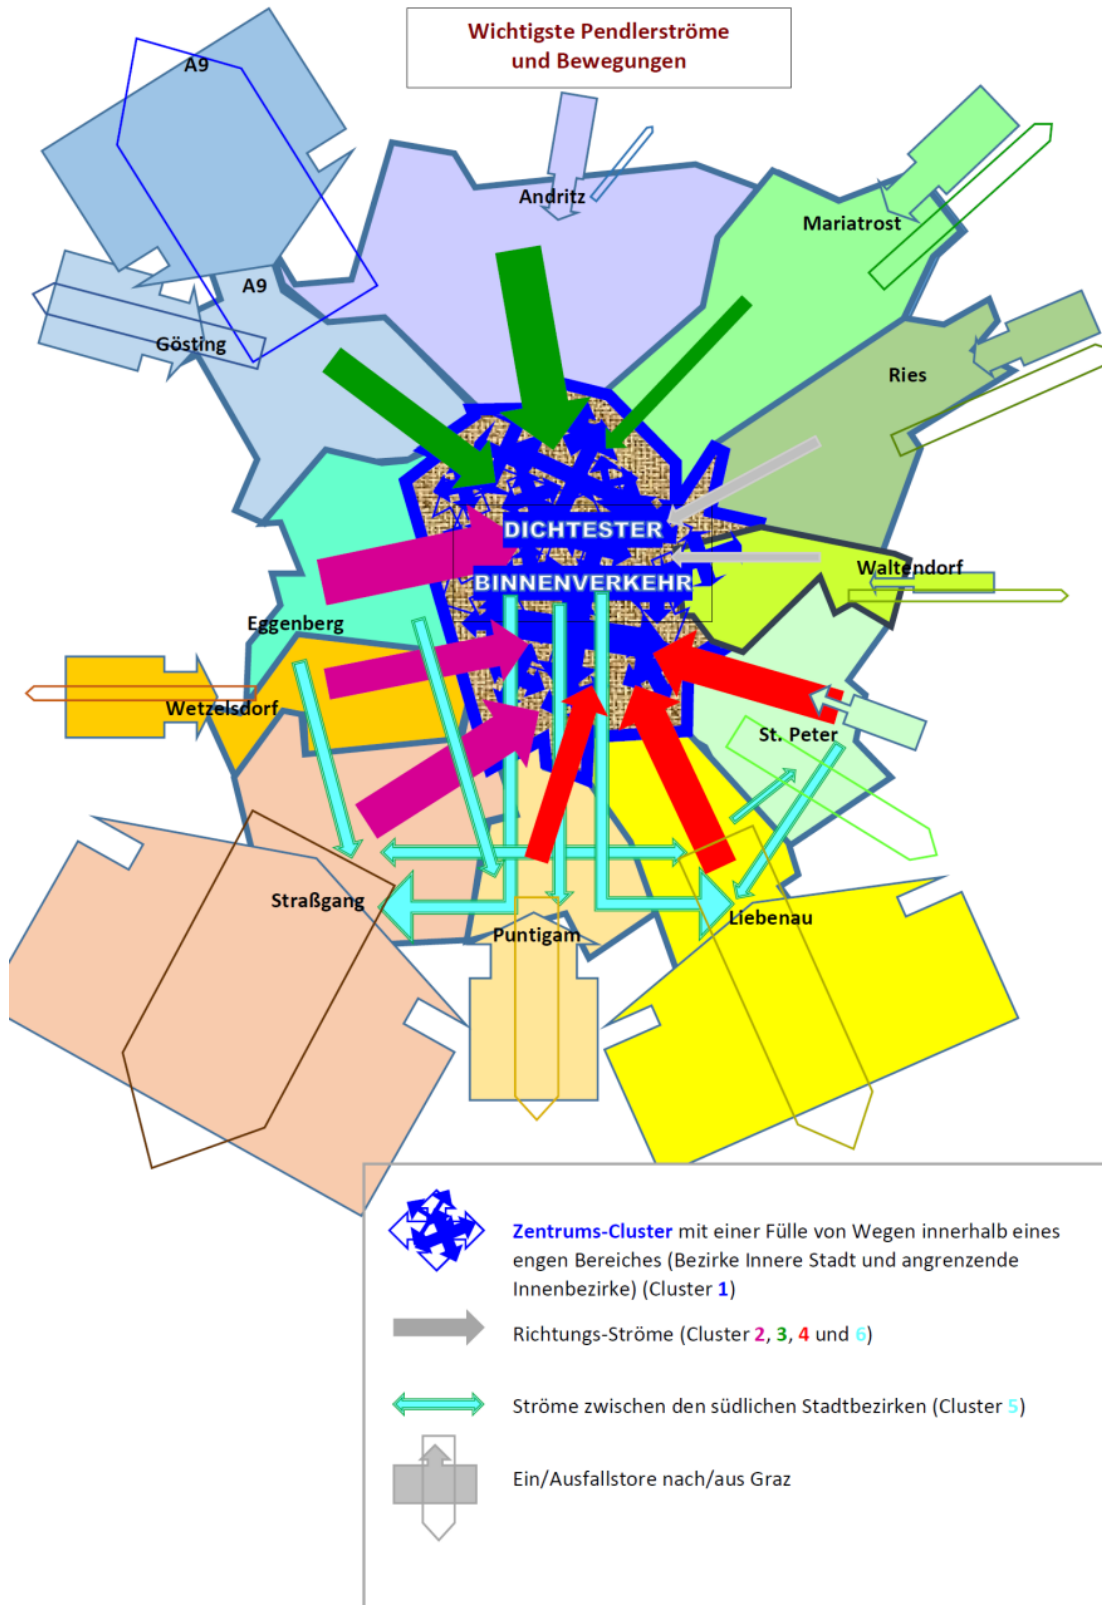 Wichtigste Pendlerströme
und Bewegungen
A9
Andritz
Mariatrost
A9
Gösting
Ries
DICHTESTER
Waltendorf
BINNENVERKEHR
Eggenberg
Wetzelsdorf
St. Peter
Straßgang
Liebenau
Puntigam
Zentrums-Cluster mit einer Fülle von Wegen innerhalb eines
engen Bereiches (Bezirke Innere Stadt und angrenzende
Innenbezirke) (Cluster 1)
Richtungs-Ströme (Cluster 2, 3, 4 und 6)
Ströme zwischen den südlichen Stadtbezirken (Cluster 5)
Ein/Ausfallstore nach/aus Graz